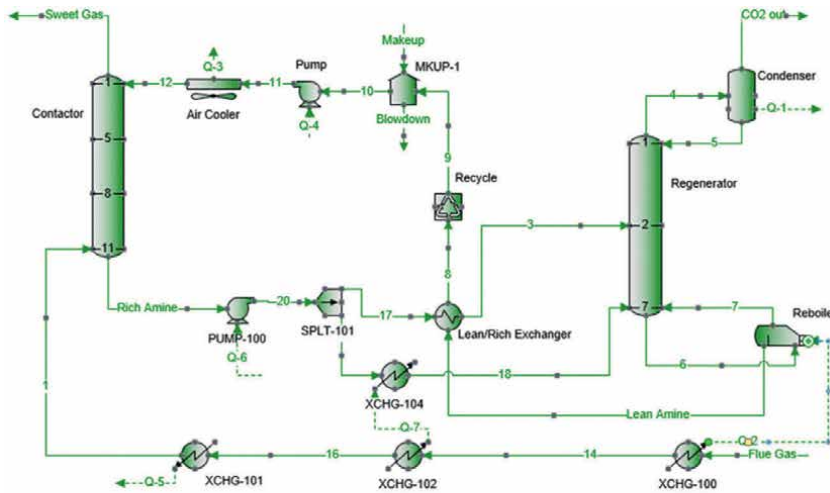 Sweet Gas
CO2 out
Q-3
Makeup
Pump
MKUP-1
Condenser
Contactor
1
12
11
10
4
Q-1
Air Cooler
Q-4
Blowdown
5
1
5
9
Recycle
Regenerator
8
3
2
11
8
Rich Amine
20
17
7
7
Reboile
PUMP-100
SPLT-101
Lean/Rich Exchanger
Q-6
6
18
XCHG-104
1
Lean Amine
Q-7
Q-2
16
14
Flue Gas
Q-5
XCHG-101
XCHG-102
XCHG-100